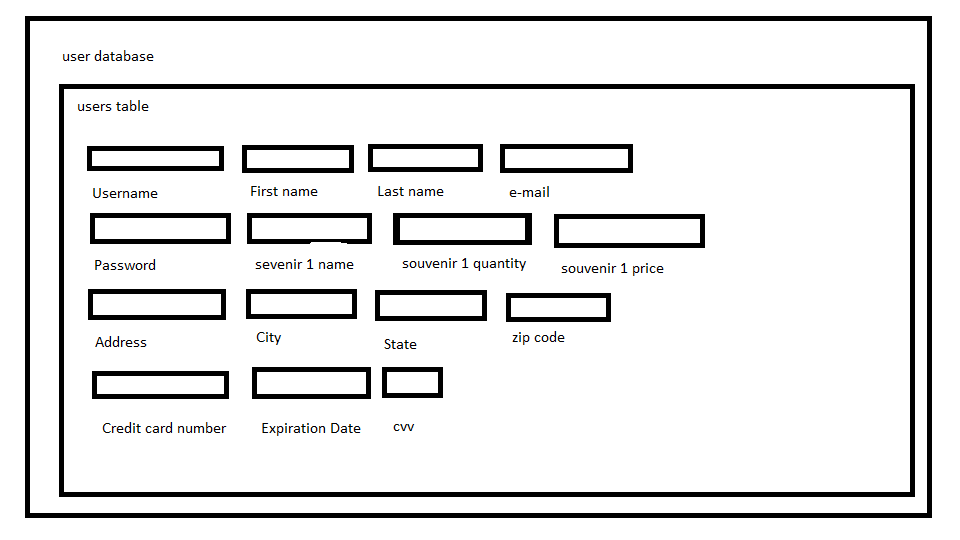 user database
users table
Username First name Last name e-mail
Password sevenir 1 name souvenir 1 quantity souvenir 1 price
Address City State zip code
Credit card number Expiration Date cvv